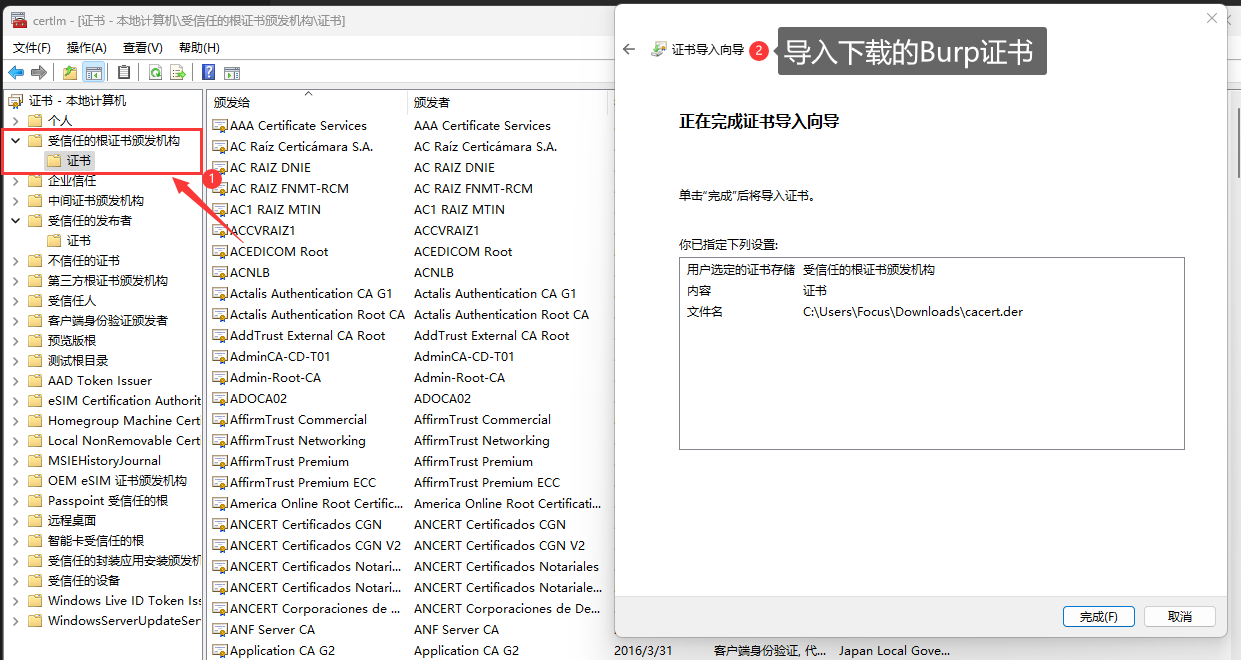 certlm - [证书 - 本地计算机\受信任的根证书颁发机构\证书]
文件(F) 操作(A) 查看(V) 帮助(H)
证书 - 本地计算机
个人
受信任的根证书颁发机构
证书
企业信任
中间证书颁发机构
受信任的发布者
证书
不信任的证书
第三方根证书颁发机构
受信任人
客户端身份验证颁发者
预览版根
测试根目录
AAD Token Issuer
eSIM Certification Authorit
Homegroup Machine Cert
Local NonRemovable Cert
MSIEHistoryJournal
OEM eSIM 证书颁发机构
Passpoint 受信任的根
远程桌面
智能卡受信任的根
受信任的封装应用安装颁发机
受信任的设备
Windows Live ID Token Iss
WindowsServerUpdateSer
1
颁发给 颁发者
AAA Certificate Services AAA Certificate Services
AC Raíz Certicámara S.A. AC Raíz Certicámara S.A.
AC RAIZ DNIE AC RAIZ DNIE
AC RAIZ FNMT-RCM AC RAIZ FNMT-RCM
AC1 RAIZ MTIN AC1 RAIZ MTIN
ACCVRAIZ1 ACCVRAIZ1
ACEDICOM Root ACEDICOM Root
ACNLB ACNLB
Actalis Authentication CA G1 Actalis Authentication CA G1
Actalis Authentication Root CA Actalis Authentication Root CA
AddTrust External CA Root AddTrust External CA Root
AdminCA-CD-T01 AdminCA-CD-T01
Admin-Root-CA Admin-Root-CA
ADOCA02 ADOCA02
AffirmTrust Commercial AffirmTrust Commercial
AffirmTrust Networking AffirmTrust Networking
AffirmTrust Premium AffirmTrust Premium
AffirmTrust Premium ECC AffirmTrust Premium ECC
America Online Root Certific... America Online Root Certificati...
ANCERT Certificados CGN ANCERT Certificados CGN
ANCERT Certificados CGN V2 ANCERT Certificados CGN V2
ANCERT Certificados Notari... ANCERT Certificados Notariales
ANCERT Certificados Notari... ANCERT Certificados Notariale...
ANCERT Corporaciones de ... ANCERT Corporaciones de De...
ANF Server CA ANF Server CA
Application CA G2 Application CA G2 2016/3/31 客户端身份验证, 代... Japan Local Gove...
证书导入向导 2 导入下载的Burp证书
正在完成证书导入向导
单击“完成”后将导入证书。
你已指定下列设置:
用户选定的证书存储 受信任的根证书颁发机构
内容 证书
文件名 C:\Users\Focus\Downloads\cacert.der
完成(F) 取消